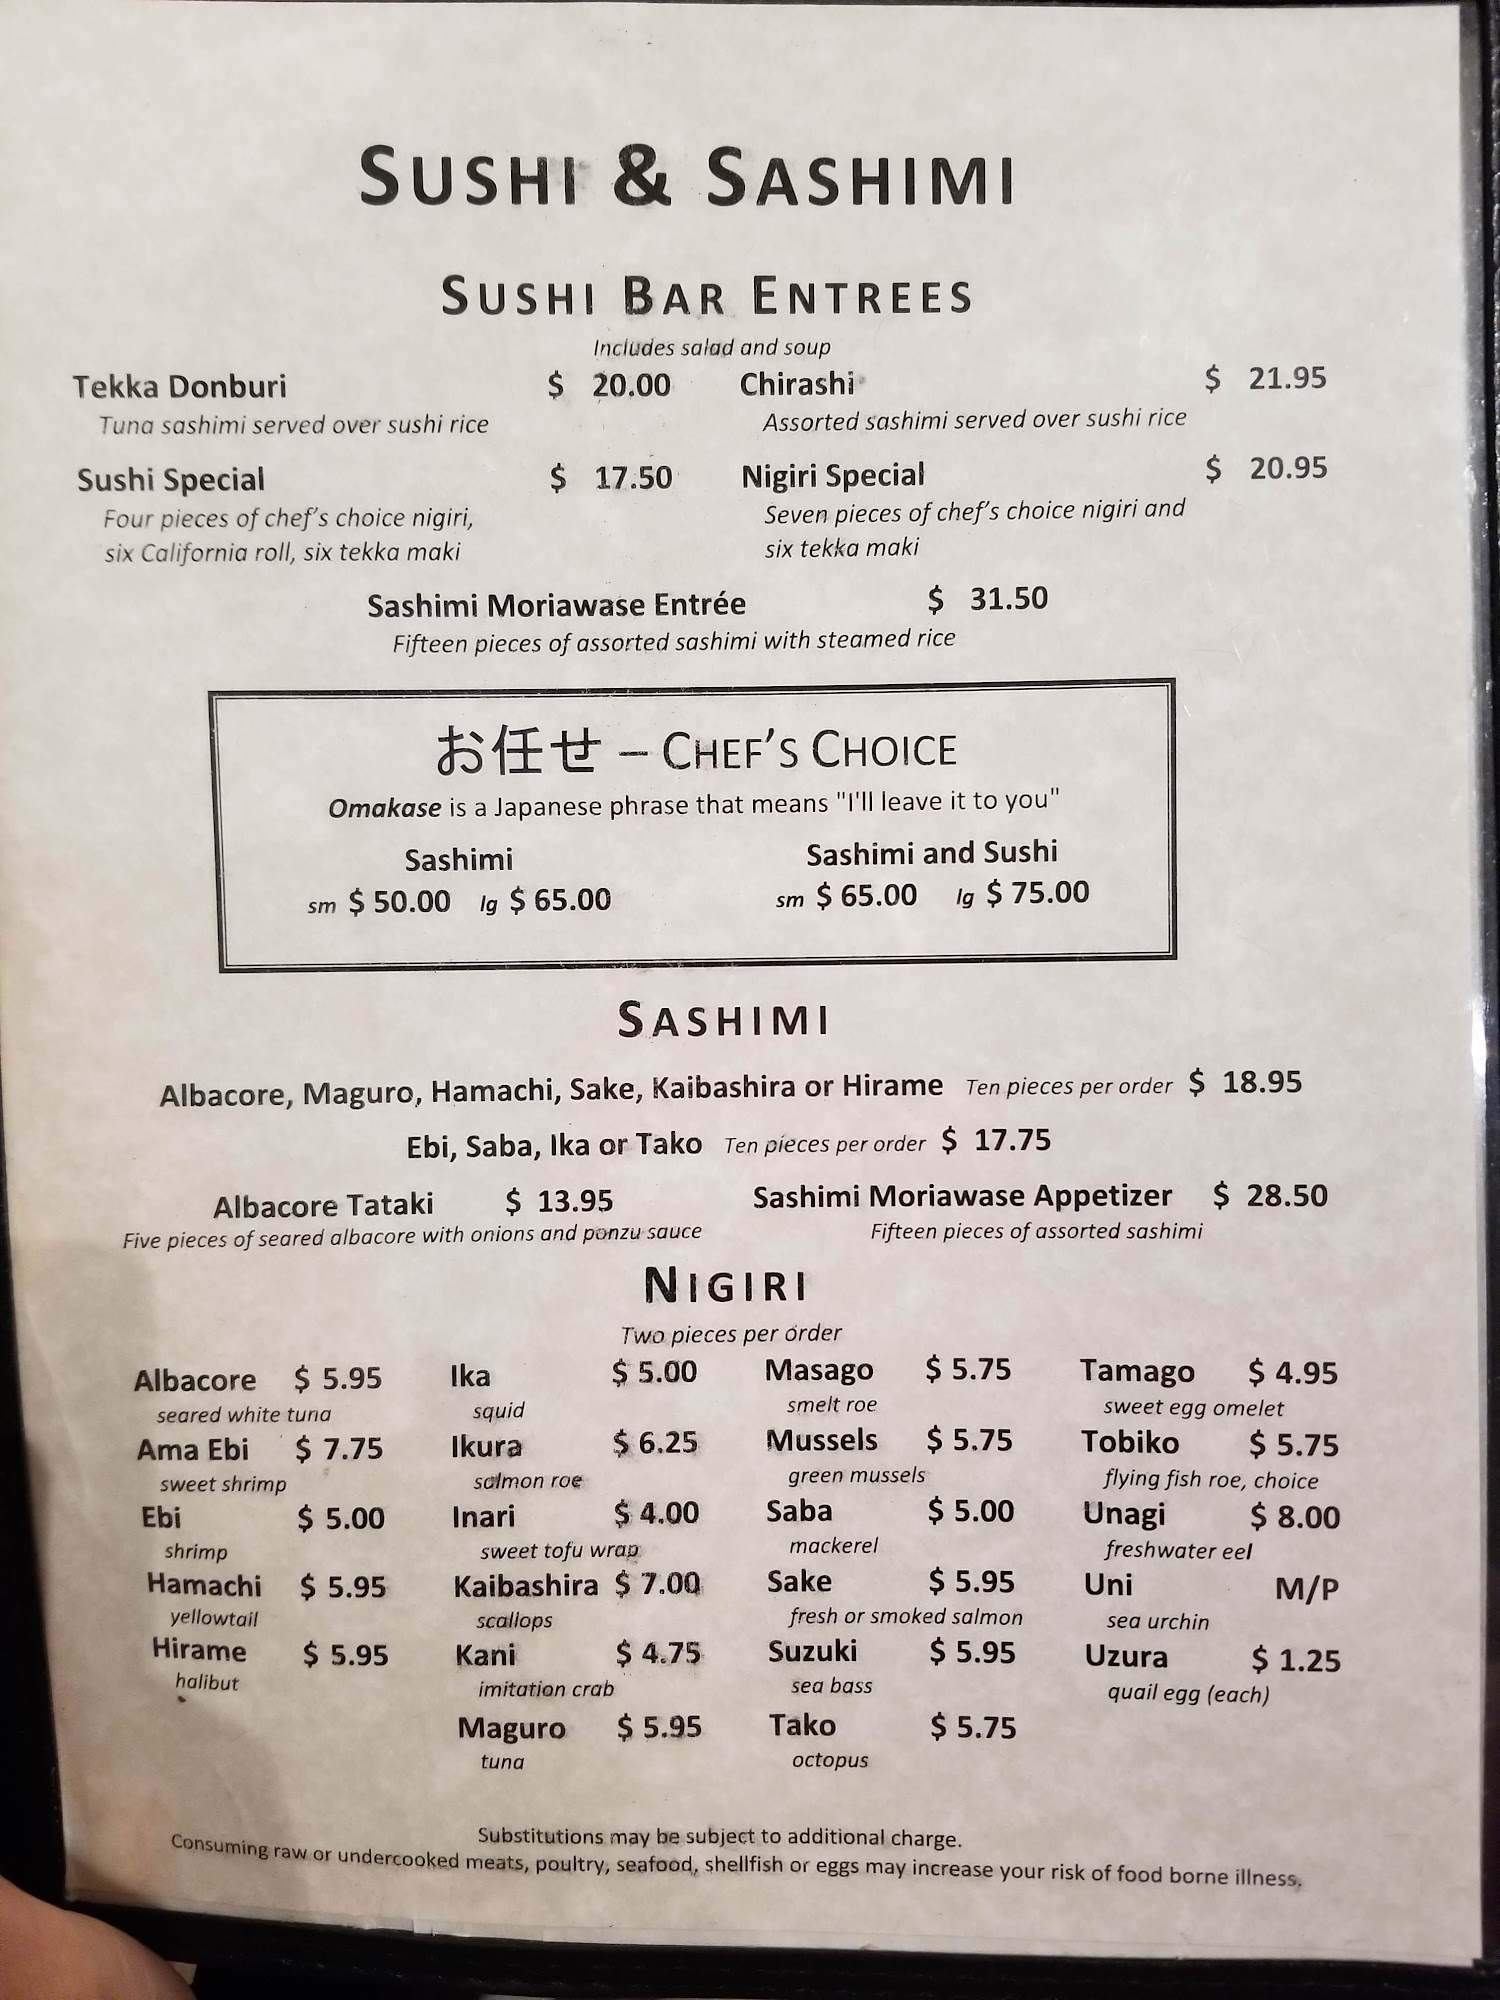 SUSHI & SASHIMI
SUSHI BAR ENTREES
Includes salad and soup
Tekka Donburi $ 20.00 Chirashi $ 21.95
Tuna sashimi served over sushi rice Assorted sashimi served over sushi rice
Sushi Special $ 17.50 Nigiri Special $ 20.95
Four pieces of chef's choice nigiri, Seven pieces of chef's choice nigiri and
six California roll, six tekka maki six tekka maki
Sashimi Moriawase Entrée $ 31.50
Fifteen pieces of assorted sashimi with steamed rice
お任せ – CHEF'S CHOICE
Omakase is a Japanese phrase that means "I'll leave it to you"
Sashimi Sashimi and Sushi
sm $ 50.00 lg $ 65.00 sm $ 65.00 lg $ 75.00
SASHIMI
Albacore, Maguro, Hamachi, Sake, Kaibashira or Hirame Ten pieces per order $ 18.95
Ebi, Saba, Ika or Tako Ten pieces per order $ 17.75
Albacore Tataki $ 13.95 Sashimi Moriawase Appetizer $ 28.50
Five pieces of seared albacore with onions and ponzu sauce Fifteen pieces of assorted sashimi
NIGIRI
Two pieces per order
Albacore $ 5.95 Ika $ 5.00 Masago $ 5.75 Tamago $ 4.95
seared white tuna squid smelt roe sweet egg omelet
Ama Ebi $ 7.75 Ikura $ 6.25 Mussels $ 5.75 Tobiko $ 5.75
sweet shrimp salmon roe green mussels flying fish roe, choice
Ebi $ 5.00 Inari $ 4.00 Saba $ 5.00 Unagi $ 8.00
shrimp sweet tofu wrap mackerel freshwater eel
Hamachi $ 5.95 Kaibashira $ 7.00 Sake $ 5.95 Uni M/P
yellowtail scallops fresh or smoked salmon sea urchin
Hirame $ 5.95 Kani $ 4.75 Suzuki $ 5.95 Uzura $ 1.25
halibut imitation crab sea bass quail egg (each)
Maguro $ 5.95 Tako $ 5.75
tuna octopus
Substitutions may be subject to additional charge.
Consuming raw or undercooked meats, poultry, seafood, shellfish or eggs may increase your risk of food borne illness.